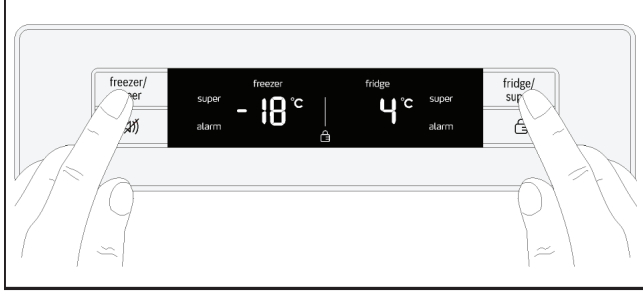 freezer/
fridge/
freezer
fridge
super
super
- 18 °C
4 °C
alarm
alarm